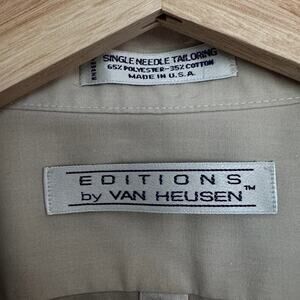 SINGLE NEEDLE TAILORING
65% POLYESTER-35% COTTON
MADE IN U.S.A.
EDITIONS
by VAN HEUSEN™